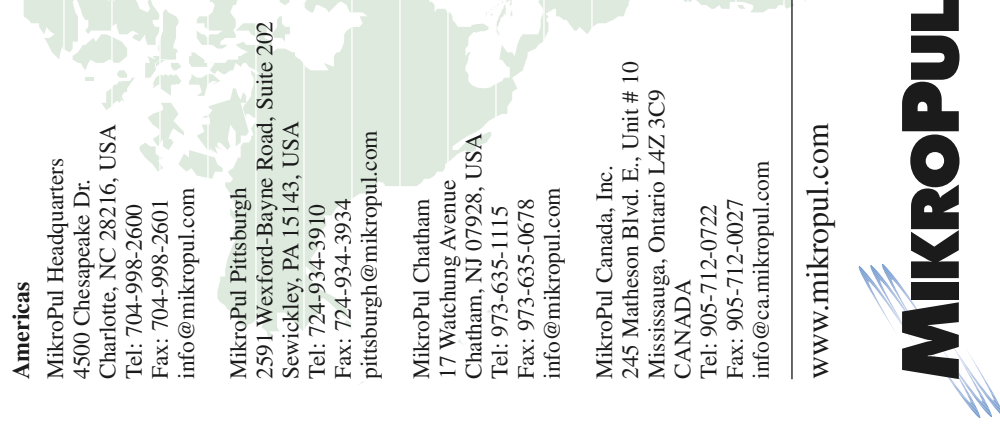 Americas
MikroPul Headquarters
4500 Chesapeake Dr.
Charlotte, NC 28216, USA
Tel: 704-998-2600
Fax: 704-998-2601
info@mikropul.com
MikroPul Pittsburgh
2591 Wexford-Bayne Road, Suite 202
Sewickley, PA 15143, USA
Tel: 724-934-3910
Fax: 724-934-3934
pittsburgh@mikropul.com
MikroPul Chatham
17 Watchung Avenue
Chatham, NJ 07928, USA
Tel: 973-635-1115
Fax: 973-635-0678
info@mikropul.com
MikroPul Canada, Inc.
245 Matheson Blvd. E., Unit # 10
Mississauga, Ontario L4Z 3C9
CANADA
Tel: 905-712-0722
Fax: 905-712-0027
info@ca.mikropul.com
www.mikropul.com
MIKROPUL